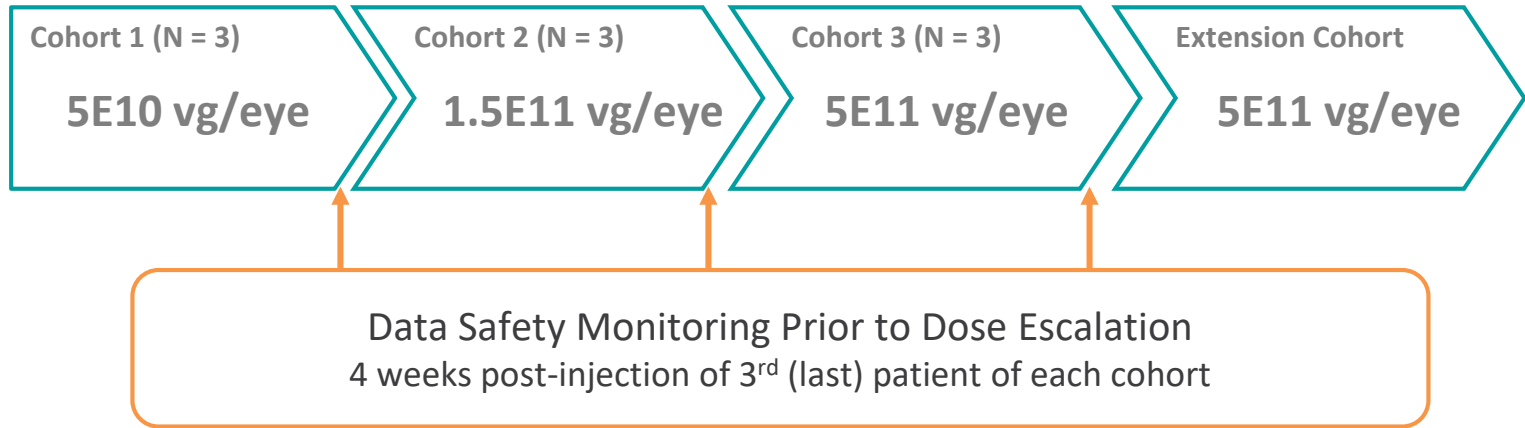 Cohort 1 (N = 3)
5E10 vg/eye
Cohort 2 (N = 3)
1.5E11 vg/eye
Cohort 3 (N = 3)
5E11 vg/eye
Extension Cohort
5E11 vg/eye
Data Safety Monitoring Prior to Dose Escalation
4 weeks post-injection of 3rd (last) patient of each cohort